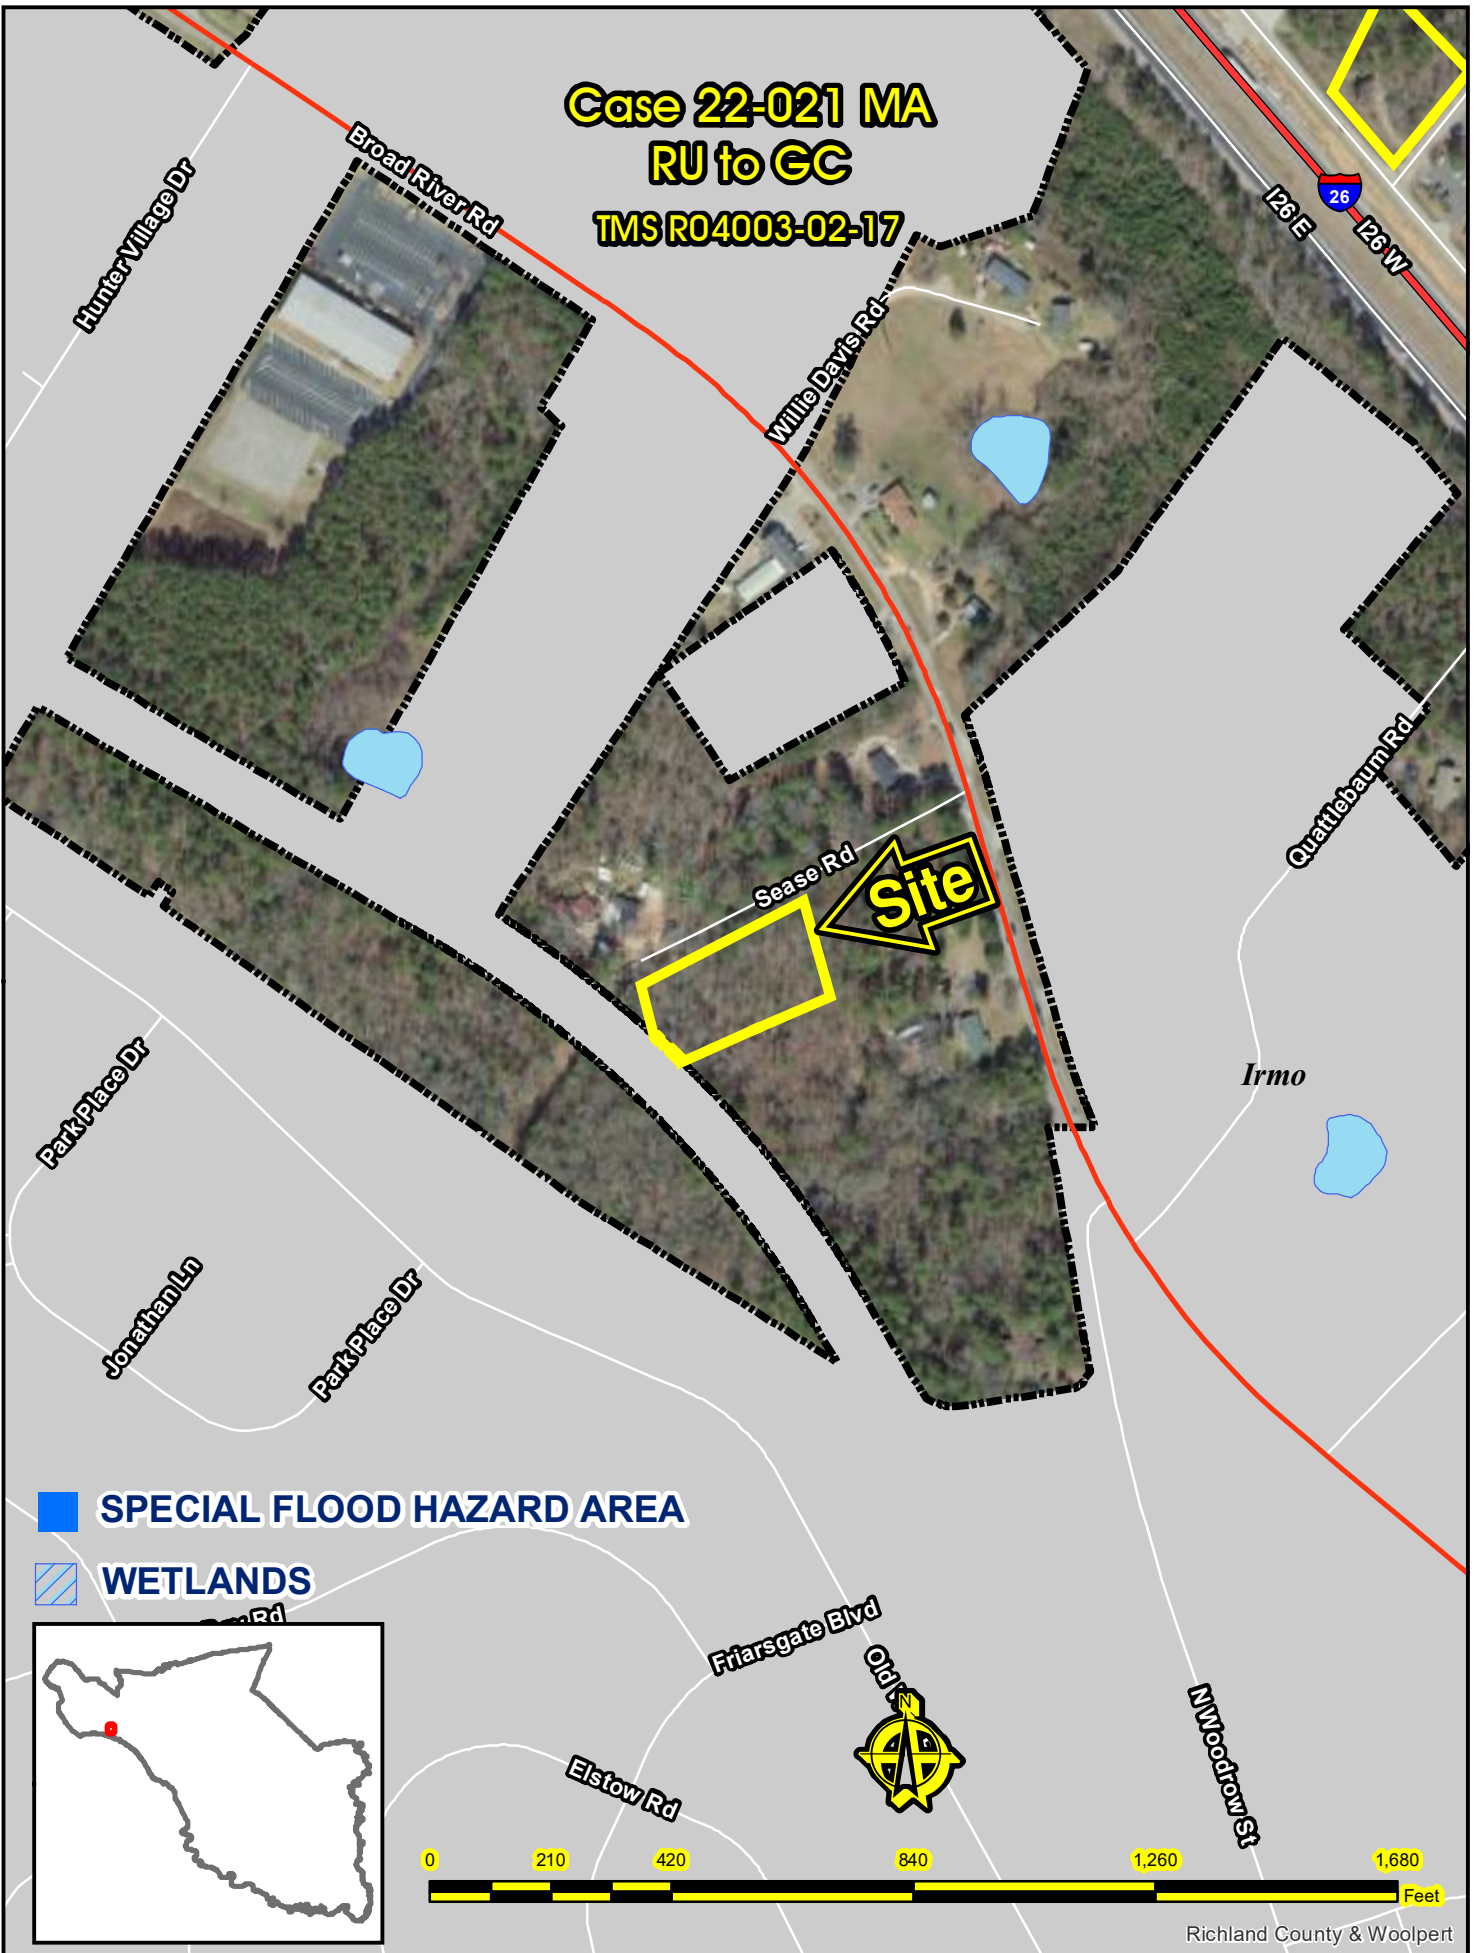 Case 22-021 MA
RU to GC
TMS R04003-02-17
Broad River Rd
Hunter Village Dr
26
I26 E
I26 W
Willie Davis Rd
Quattlebaum Rd
Sease Rd
Site
Irmo
Park Place Dr
Jonathan Ln
Park Place Dr
SPECIAL FLOOD HAZARD AREA
WETLANDS
Rd
Friarsgate Blvd
Old
N
N Woodrow St
Elstow Rd
0 210 420 840 1,260 1,680
Feet
Richland County & Woolpert